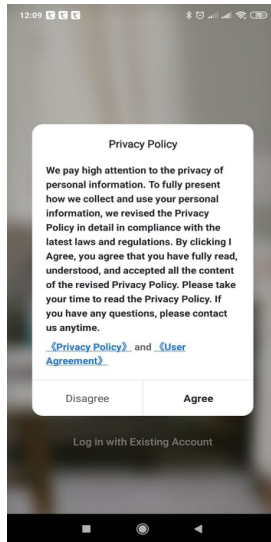 12:09
Privacy Policy
We pay high attention to the privacy of
personal information. To fully present
how we collect and use your personal
information, we revised the Privacy
Policy in detail in compliance with the
latest laws and regulations. By clicking I
Agree, you agree that you have fully read,
understood, and accepted all the content
of the revised Privacy Policy. Please take
your time to read the Privacy Policy. If
you have any questions, please contact
us anytime.
《Privacy Policy》 and 《User
Agreement》
Disagree Agree
Log in with Existing Account